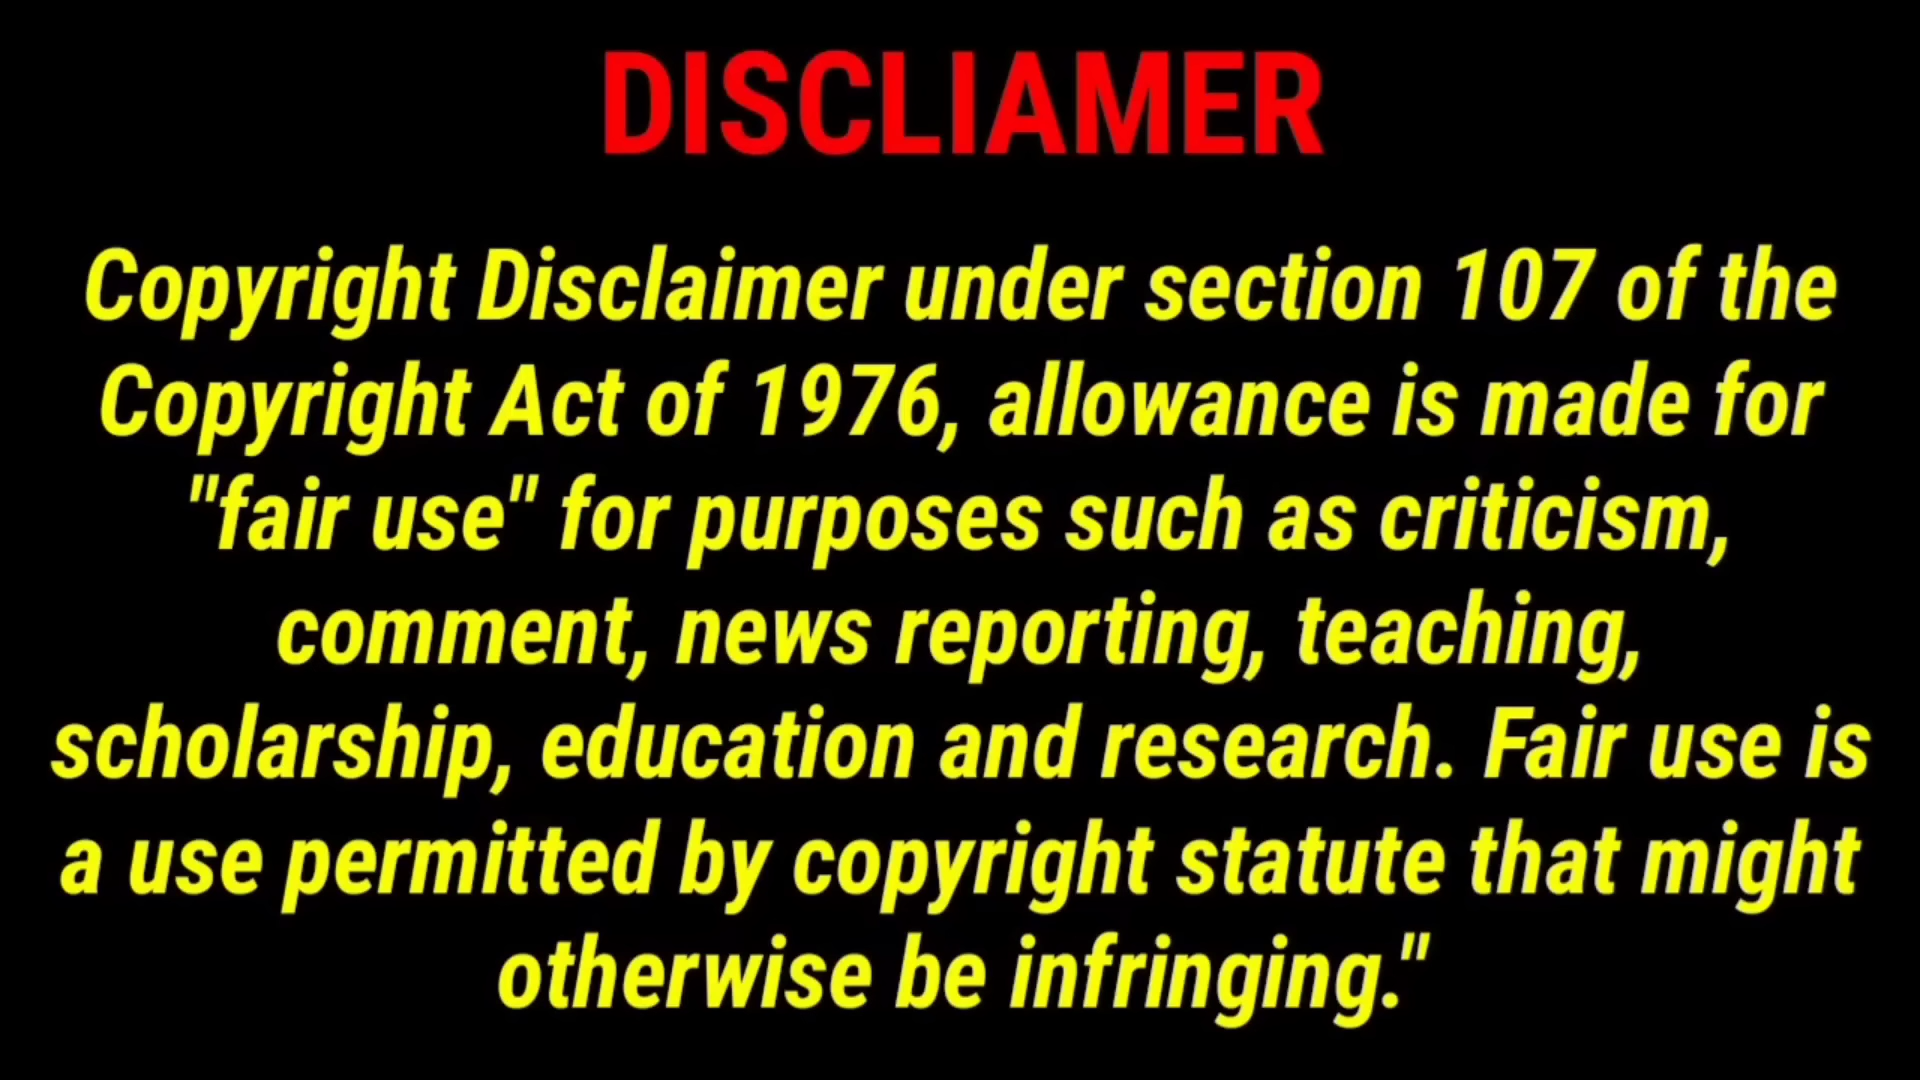 DISCLIAMER
Copyright Disclaimer under section 107 of the
Copyright Act of 1976, allowance is made for
"fair use" for purposes such as criticism,
comment, news reporting, teaching,
scholarship, education and research. Fair use is
a use permitted by copyright statute that might
otherwise be infringing."